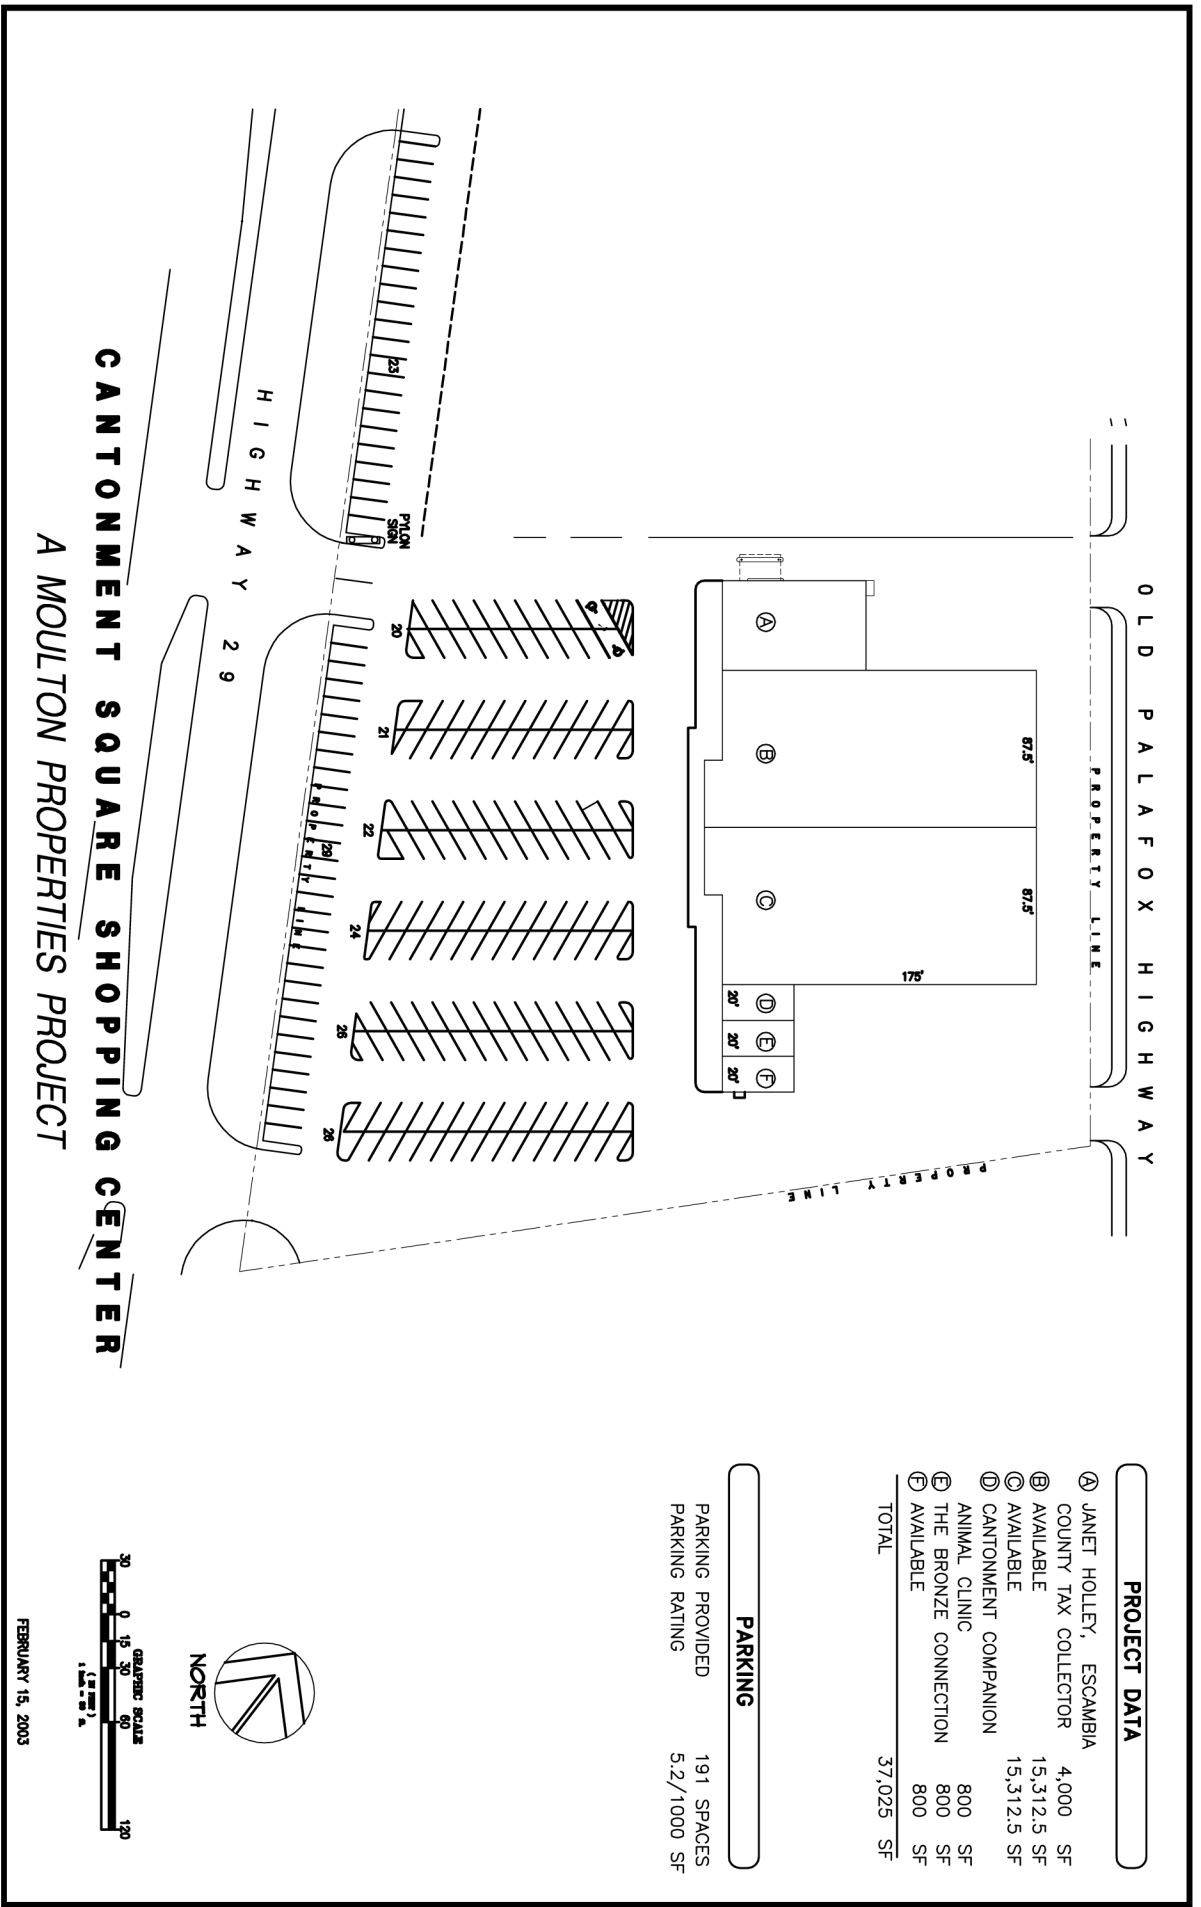 OLD PALAFOX HIGHWAY
PROPERTY LINE
87.5'
87.5'
175'
A
B
C
D
E
F
20'
20'
20'
PROPERTY LINE
PYLON
SIGN
20
21
22
24
26
26
23
29
PROPERTY LINE
HIGHWAY 29
CANTONMENT SQUARE SHOPPING CENTER
A MOULTON PROPERTIES PROJECT
PROJECT DATA
A JANET HOLLEY, ESCAMBIA
COUNTY TAX COLLECTOR 4,000 SF
B AVAILABLE 15,312.5 SF
C AVAILABLE 15,312.5 SF
D CANTONMENT COMPANION
ANIMAL CLINIC 800 SF
E THE BRONZE CONNECTION 800 SF
F AVAILABLE 800 SF
TOTAL 37,025 SF
PARKING
PARKING PROVIDED 191 SPACES
PARKING RATING 5.2/1000 SF
NORTH
GRAPHIC SCALE
30 0 15 30 60 120
( IN FEET )
FEBRUARY 15, 2003